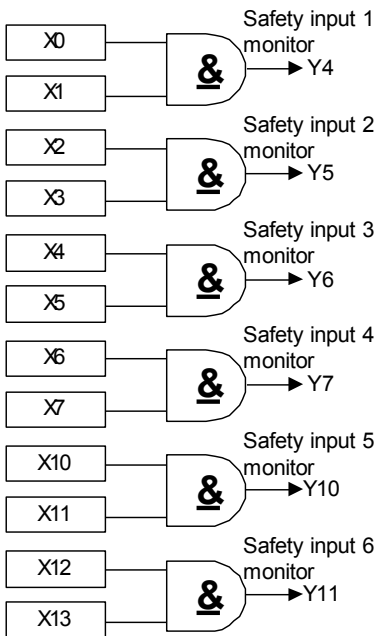 Safety input 1
monitor
X0
&
Y4
X1
Safety input 2
monitor
X2
&
Y5
X3
Safety input 3
monitor
X4
&
Y6
X5
Safety input 4
monitor
X6
&
Y7
X7
Safety input 5
monitor
X10
&
Y10
X11
Safety input 6
monitor
X12
&
Y11
X13